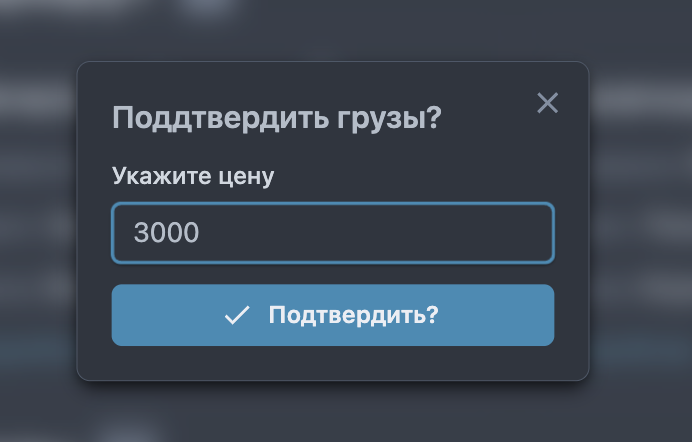 Поддтвердить грузы?
Укажите цену
3000
Подтвердить?